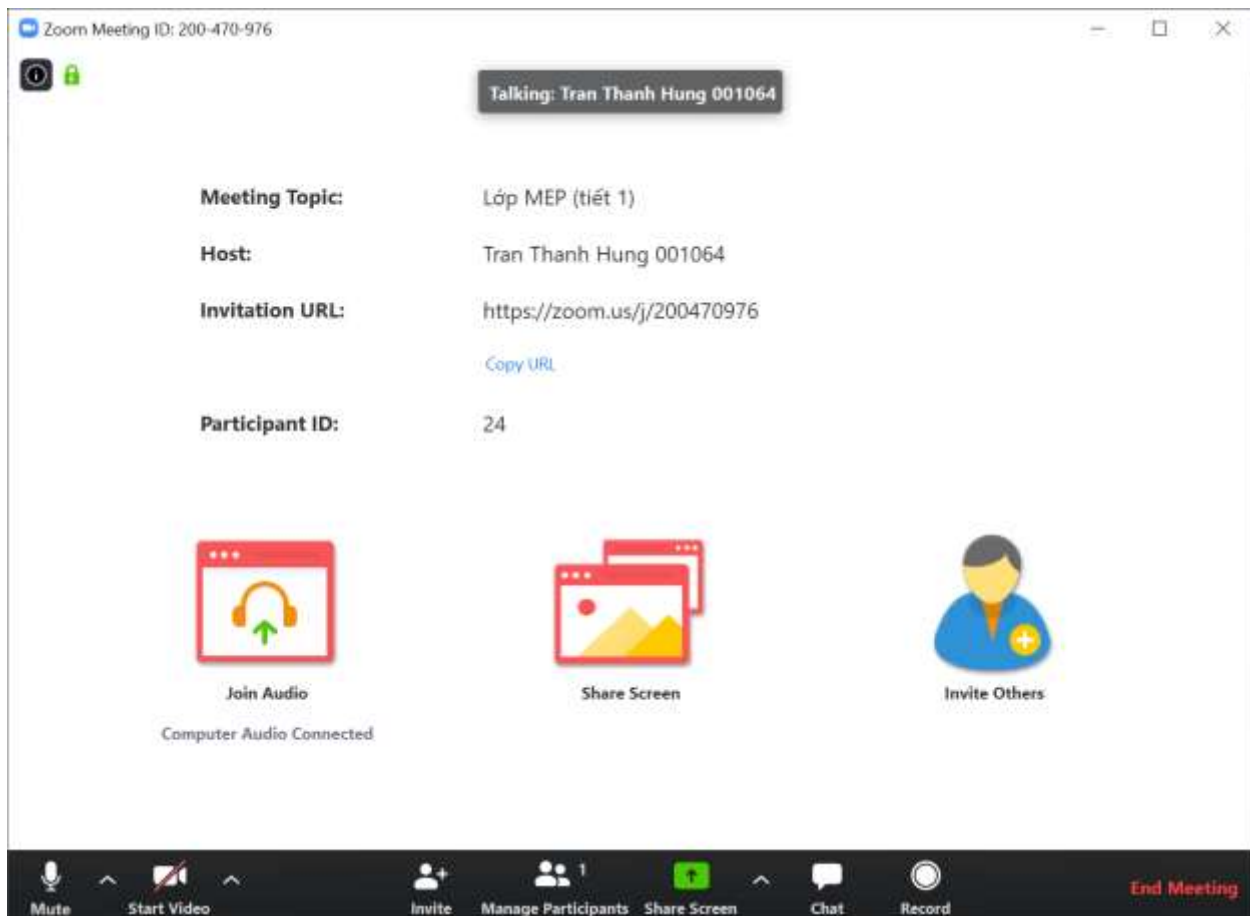 Zoom Meeting ID: 200-470-976
Talking: Tran Thanh Hung 001064
Meeting Topic: Lớp MEP (tiết 1)
Host: Tran Thanh Hung 001064
Invitation URL: https://zoom.us/j/200470976
Copy URL
Participant ID: 24
Join Audio Share Screen Invite Others
Computer Audio Connected
1
Mute Start Video Invite Manage Participants Share Screen Chat Record End Meeting